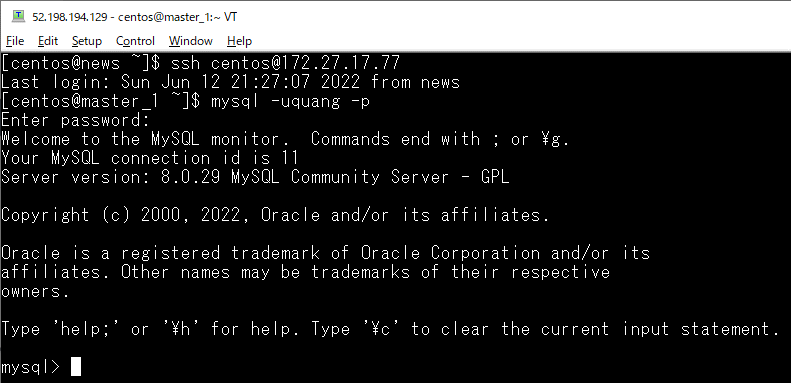 52.198.194.129 - centos@master_1:~ VT
File Edit Setup Control Window Help
[centos@news ~]$ ssh centos@172.27.17.77
Last login: Sun Jun 12 21:27:07 2022 from news
[centos@master_1 ~]$ mysql -uquang -p
Enter password:
Welcome to the MySQL monitor.  Commands end with ; or ¥g.
Your MySQL connection id is 11
Server version: 8.0.29 MySQL Community Server - GPL
Copyright (c) 2000, 2022, Oracle and/or its affiliates.
Oracle is a registered trademark of Oracle Corporation and/or its
affiliates. Other names may be trademarks of their respective
owners.
Type 'help;' or '¥h' for help. Type '¥c' to clear the current input statement.
mysql>